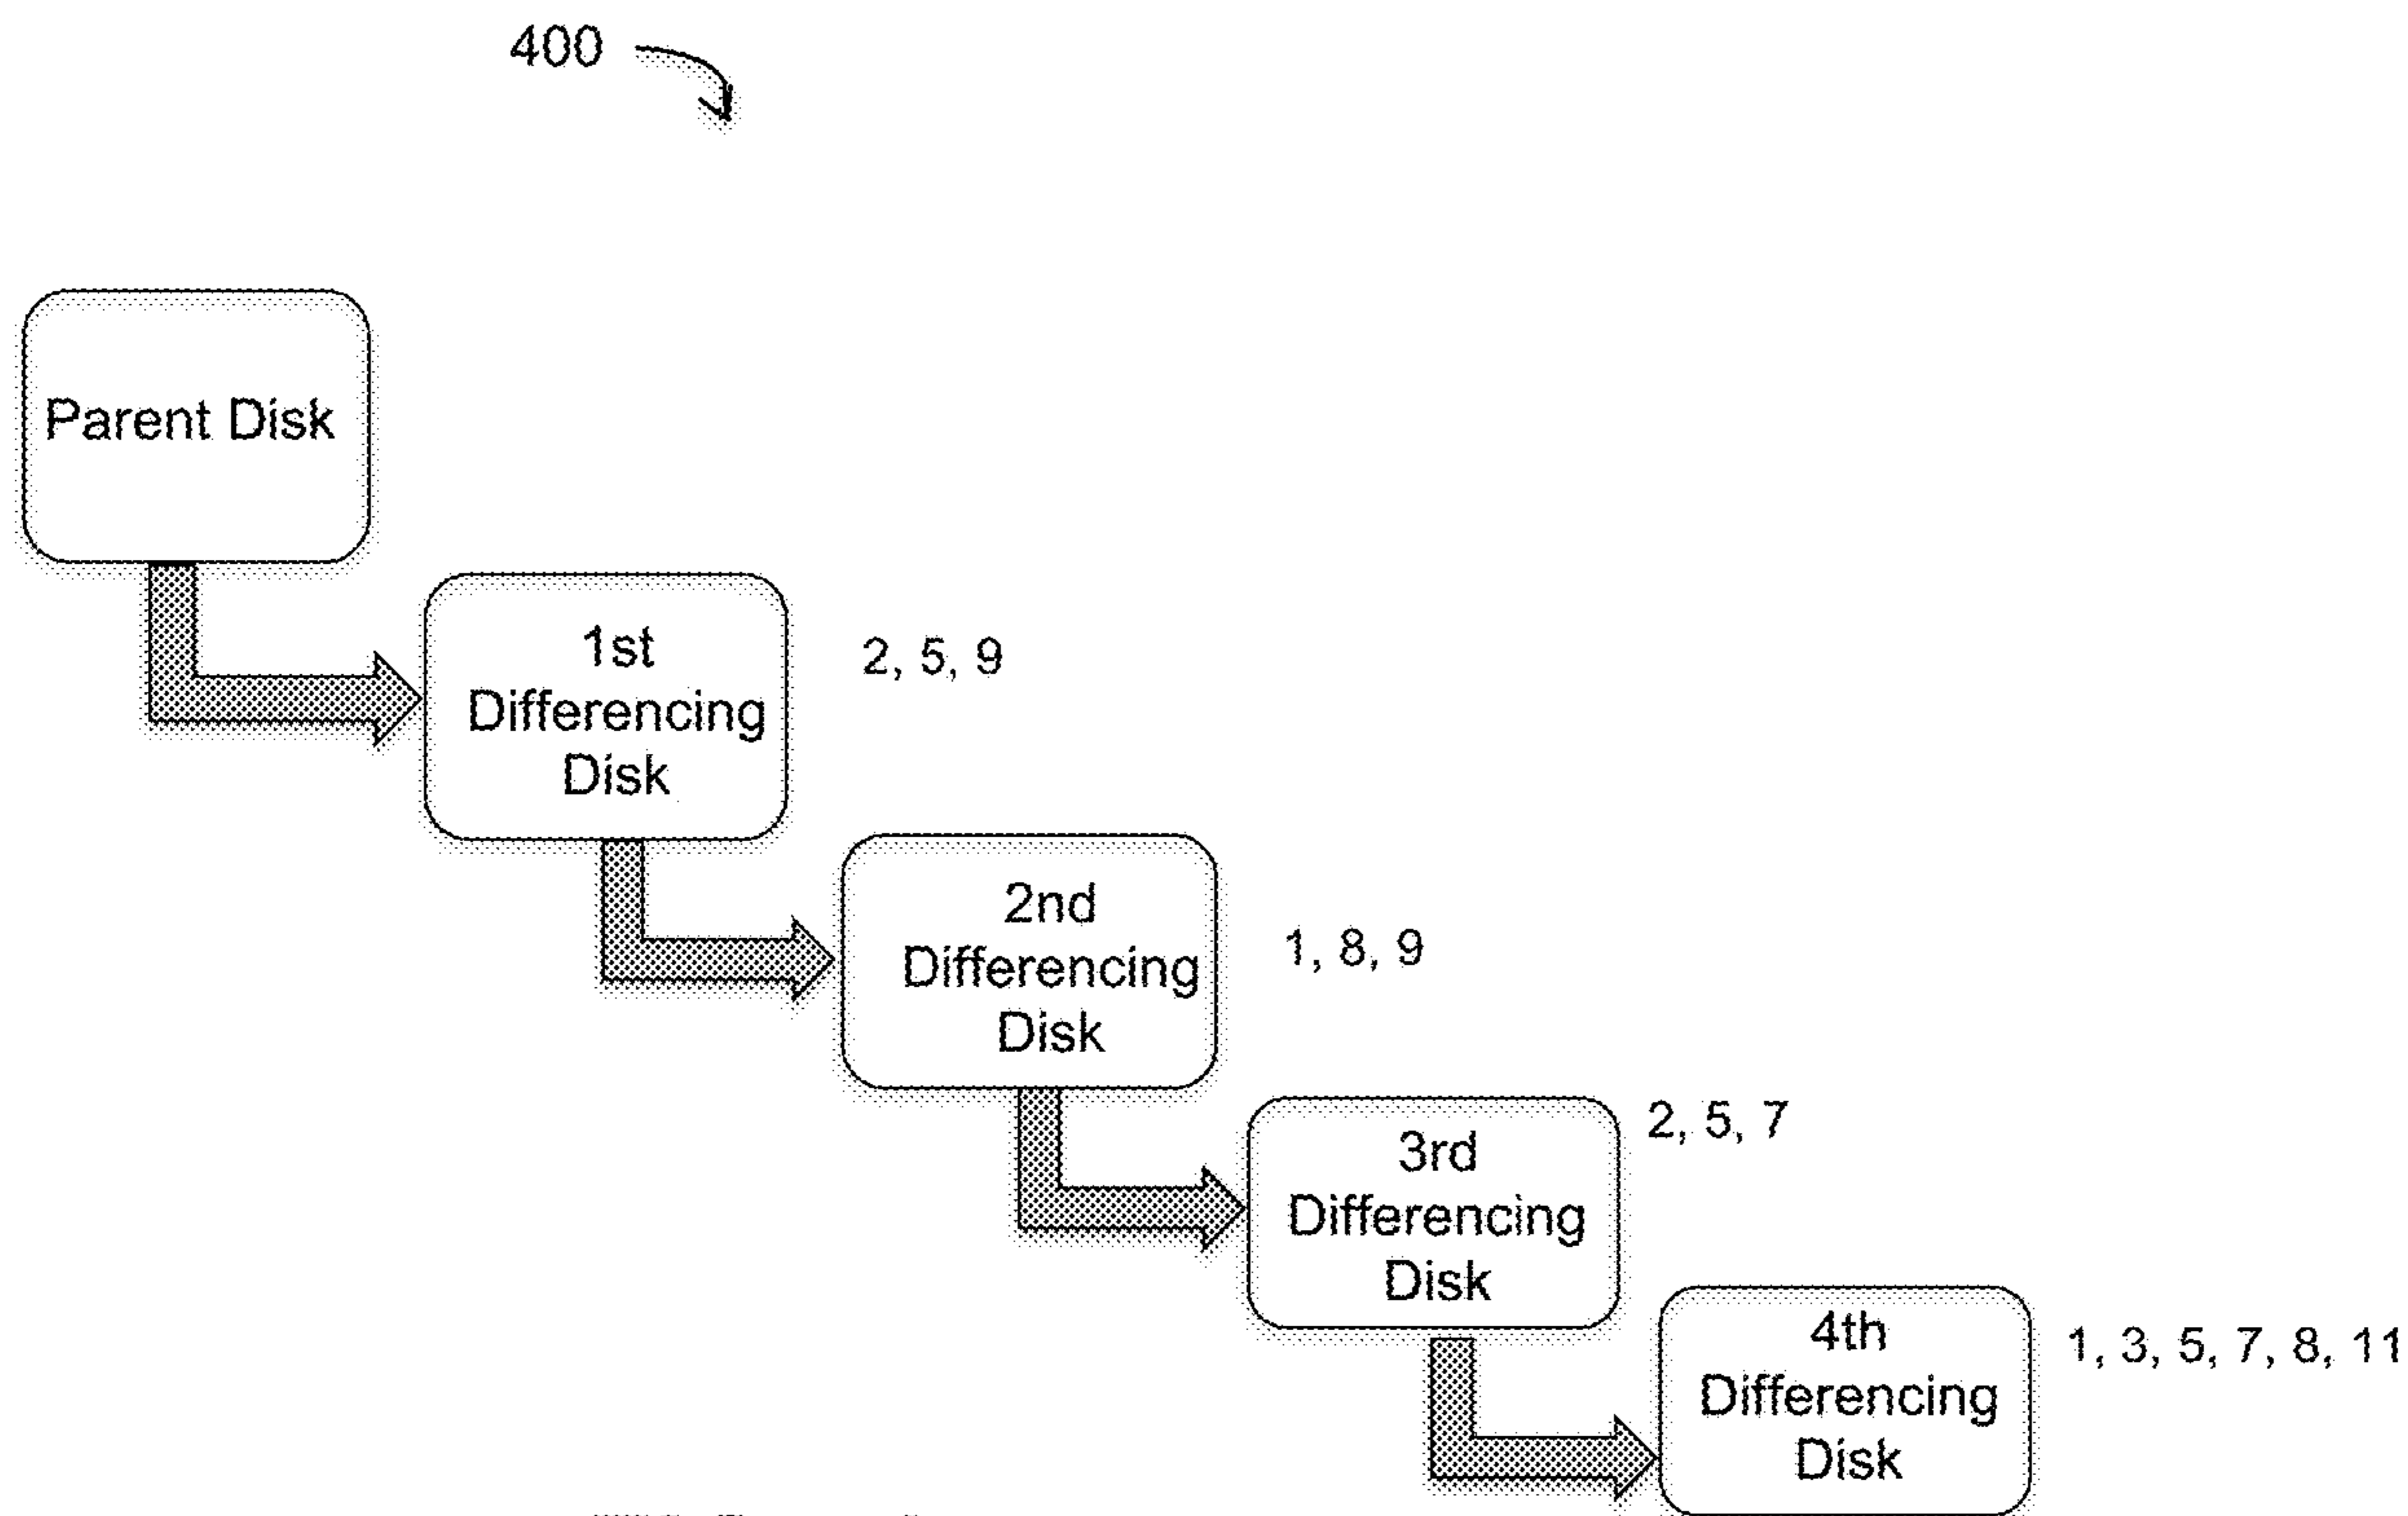 400
Parent Disk
1st
Differencing
Disk
2, 5, 9
2nd
Differencing
Disk
1, 8, 9
3rd
Differencing
Disk
2, 5, 7
4th
Differencing
Disk
1, 3, 5, 7, 8, 11